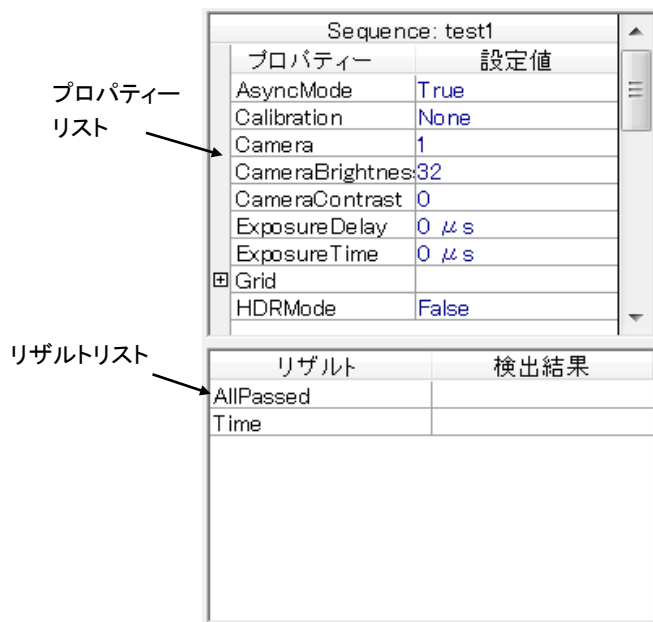 Sequence: test1
プロパティー 設定値
AsyncMode True
Calibration None
Camera 1
CameraBrightnes 32
CameraContrast 0
ExposureDelay 0 μs
ExposureTime 0 μs
Grid
HDRMode False
プロパティー
リスト
リザルトリスト
リザルト 検出結果
AllPassed
Time